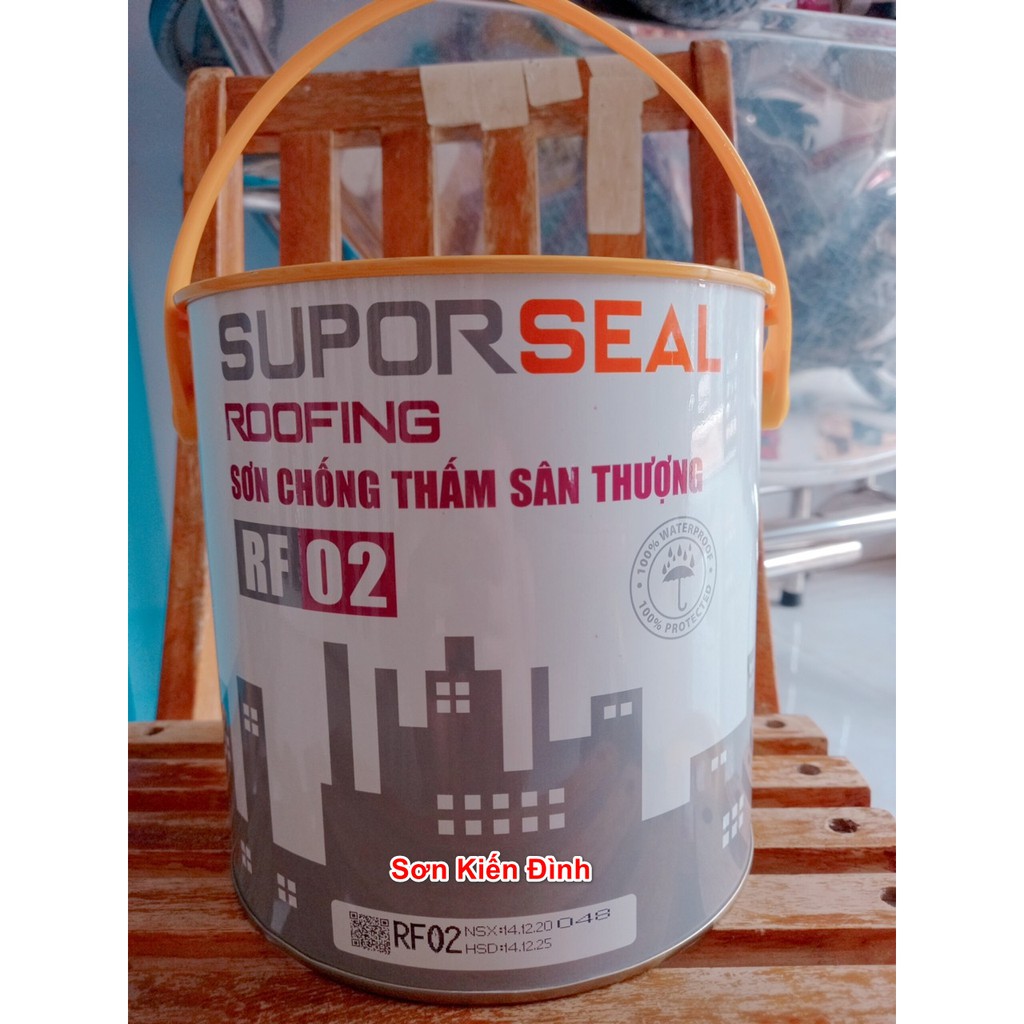 SUPORSEAL
ROOFING
SƠN CHỐNG THẤM SÂN THƯỢNG
RF 02
100% WATERPROOF
100% PROTECTED
Sơn Kiến Đình
RF02 NSX:14.12.20 048
HSD:14.12.25